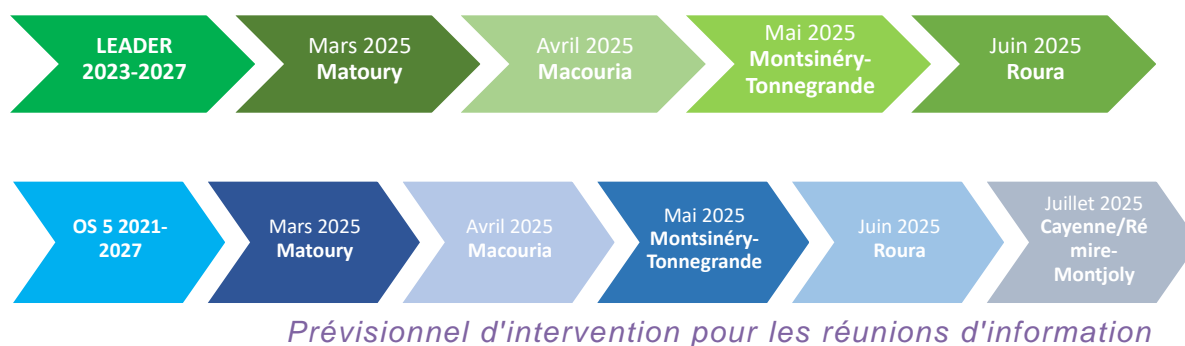 LEADER
2023-2027
Mars 2025
Matoury
Avril 2025
Macouria
Mai 2025
Montsinéry-
Tonnegrande
Juin 2025
Roura
OS 5 2021-
2027
Mars 2025
Matoury
Avril 2025
Macouria
Mai 2025
Montsinéry-
Tonnegrande
Juin 2025
Roura
Juillet 2025
Cayenne/Ré
mire-
Montjoly
Prévisionnel d'intervention pour les réunions d'information